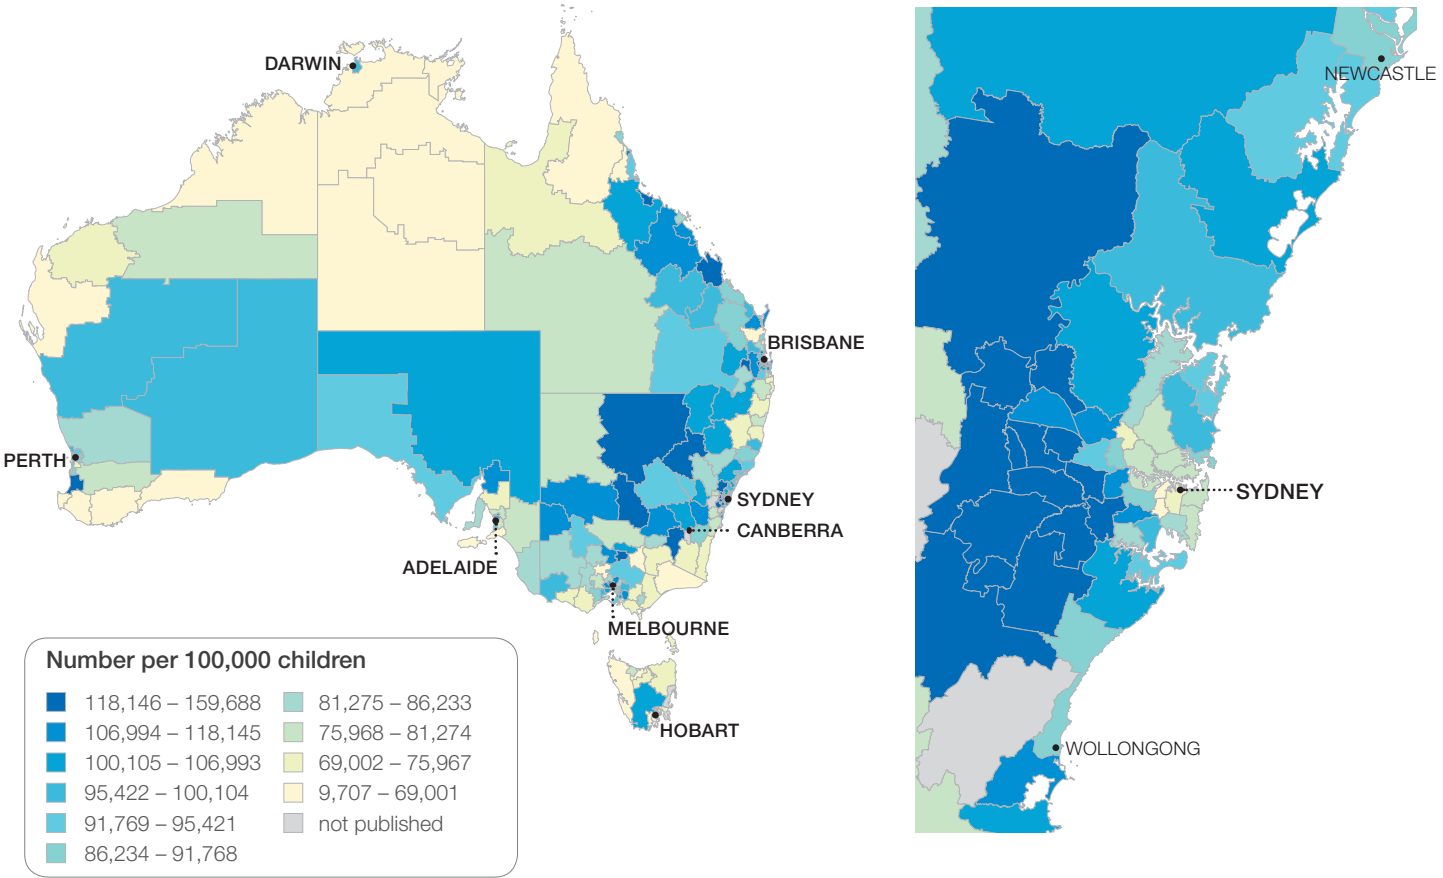 DARWIN
BRISBANE
PERTH
SYDNEY
CANBERRA
ADELAIDE
MELBOURNE
HOBART
Number per 100,000 children
118,146 – 159,688
106,994 – 118,145
100,105 – 106,993
95,422 – 100,104
91,769 – 95,421
86,234 – 91,768
81,275 – 86,233
75,968 – 81,274
69,002 – 75,967
9,707 – 69,001
not published
NEWCASTLE
SYDNEY
WOLLONGONG